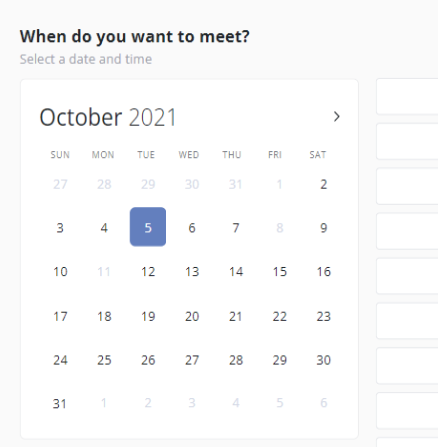 When do you want to meet?
Select a date and time
October 2021
SUN MON TUE WED THU FRI SAT
27 28 29 30 31 1 2
3 4 5 6 7 8 9
10 11 12 13 14 15 16
17 18 19 20 21 22 23
24 25 26 27 28 29 30
31 1 2 3 4 5 6